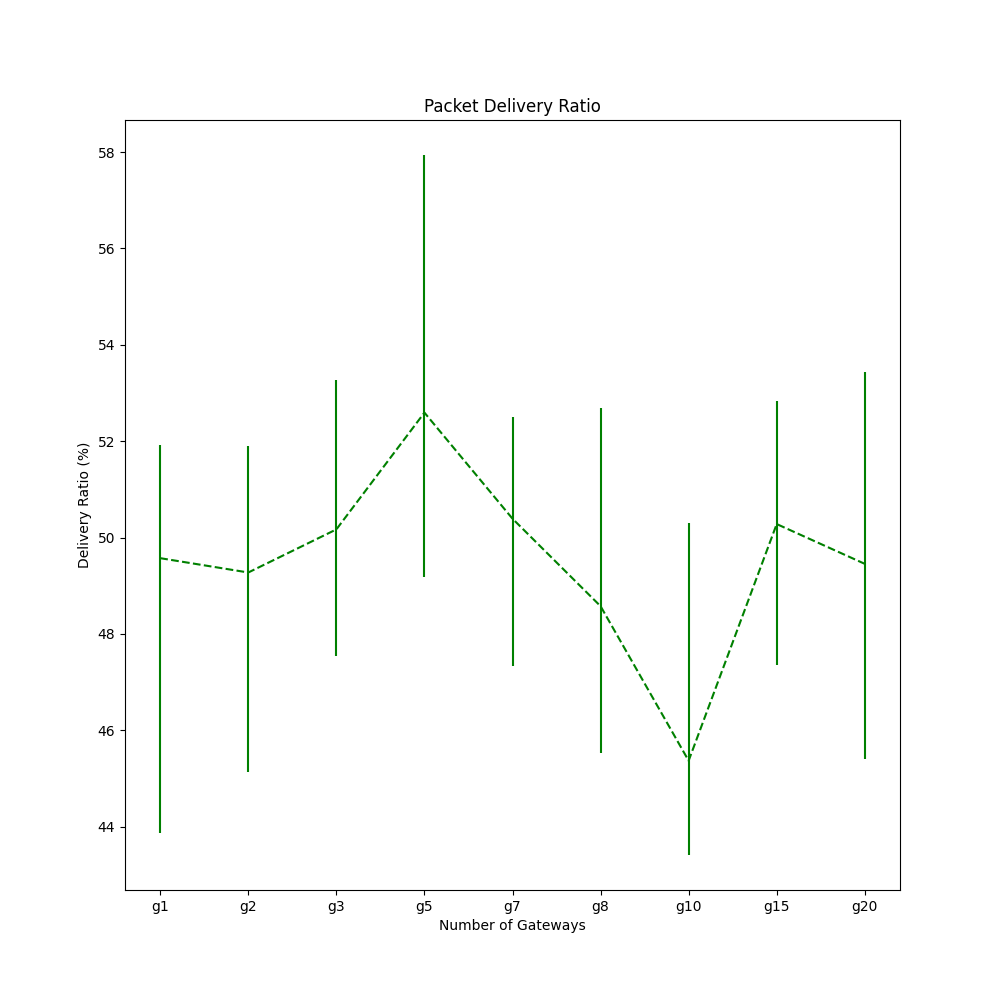 Packet Delivery Ratio
58
56
54
52
50
48
46
44
Delivery Ratio (%)
g1 g2 g3 g5 g7 g8 g10 g15 g20
Number of Gateways